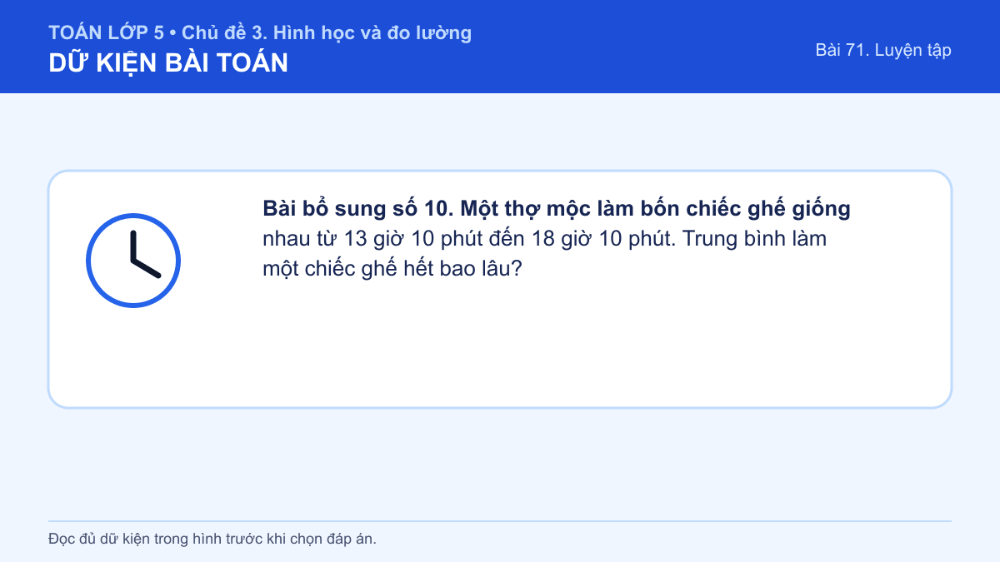 TOÁN LỚP 5 • Chủ đề 3. Hình học và đo lường
DỮ KIỆN BÀI TOÁN
Bài 71. Luyện tập
Bài bổ sung số 10. Một thợ mộc làm bốn chiếc ghế giống
nhau từ 13 giờ 10 phút đến 18 giờ 10 phút. Trung bình làm
một chiếc ghế hết bao lâu?
Đọc đủ dữ kiện trong hình trước khi chọn đáp án.